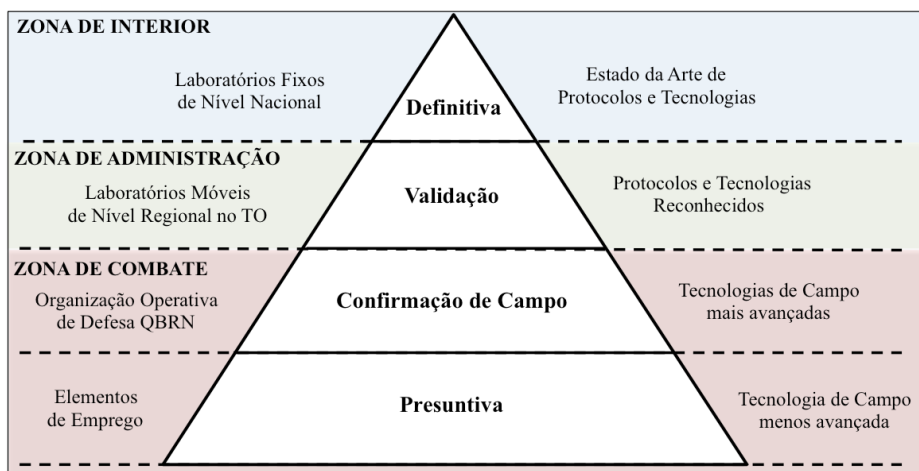 ZONA DE INTERIOR
Laboratórios Fixos
de Nível Nacional
Definitiva
Estado da Arte de
Protocolos e Tecnologias
ZONA DE ADMINISTRAÇÃO
Laboratórios Móveis
de Nível Regional no TO
Validação
Protocolos e Tecnologias
Reconhecidos
ZONA DE COMBATE
Organização Operativa
de Defesa QBRN
Confirmação de Campo
Tecnologias de Campo
mais avançadas
Elementos
de Emprego
Presuntiva
Tecnologia de Campo
menos avançada